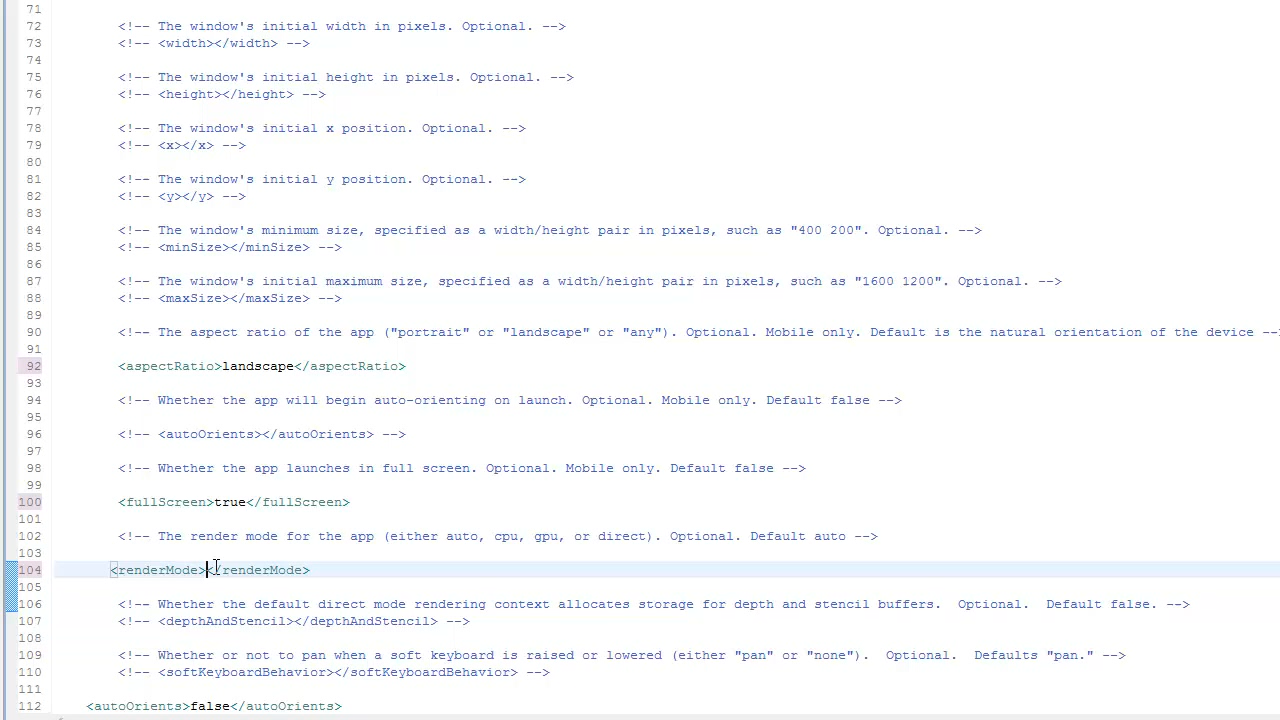 71
72 <!-- The window's initial width in pixels. Optional. -->
73 <!-- <width></width> -->
74
75 <!-- The window's initial height in pixels. Optional. -->
76 <!-- <height></height> -->
77
78 <!-- The window's initial x position. Optional. -->
79 <!-- <x></x> -->
80
81 <!-- The window's initial y position. Optional. -->
82 <!-- <y></y> -->
83
84 <!-- The window's minimum size, specified as a width/height pair in pixels, such as "400 200". Optional. -->
85 <!-- <minSize></minSize> -->
86
87 <!-- The window's initial maximum size, specified as a width/height pair in pixels, such as "1600 1200". Optional. -->
88 <!-- <maxSize></maxSize> -->
89
90 <!-- The aspect ratio of the app ("portrait" or "landscape" or "any"). Optional. Mobile only. Default is the natural orientation of the device --
91
92 <aspectRatio>landscape</aspectRatio>
93
94 <!-- Whether the app will begin auto-orienting on launch. Optional. Mobile only. Default false -->
95
96 <!-- <autoOrients></autoOrients> -->
97
98 <!-- Whether the app launches in full screen. Optional. Mobile only. Default false -->
99
100 <fullScreen>true</fullScreen>
101
102 <!-- The render mode for the app (either auto, cpu, gpu, or direct). Optional. Default auto -->
103
104 <renderMode></renderMode>
105
106 <!-- Whether the default direct mode rendering context allocates storage for depth and stencil buffers.  Optional.  Default false. -->
107 <!-- <depthAndStencil></depthAndStencil> -->
108
109 <!-- Whether or not to pan when a soft keyboard is raised or lowered (either "pan" or "none").  Optional.  Defaults "pan." -->
110 <!-- <softKeyboardBehavior></softKeyboardBehavior> -->
111
112 <autoOrients>false</autoOrients>